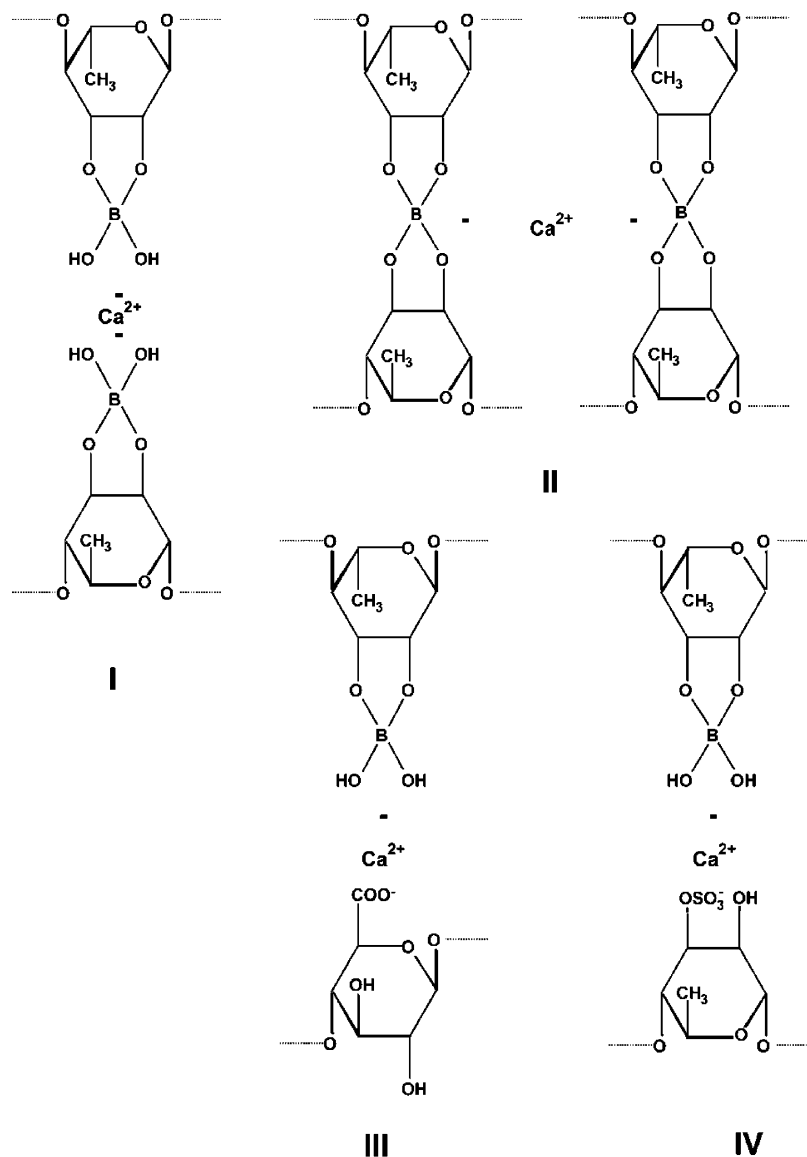 O O O O O O O O O
CH₃ CH₃ CH₃
O O O O O O
B B - Ca²⁺ - B
HO OH
-
Ca²⁺
-
HO OH
B
O O O O O O
CH₃ CH₃ CH₃
O O O O O O O O O
II
I
O O O O O O
CH₃ CH₃
O O O O
B B
HO OH HO OH
- -
Ca²⁺ Ca²⁺
COO⁻ OSO₃⁻ OH
O O
OH CH₃
O O O O
OH
III IV